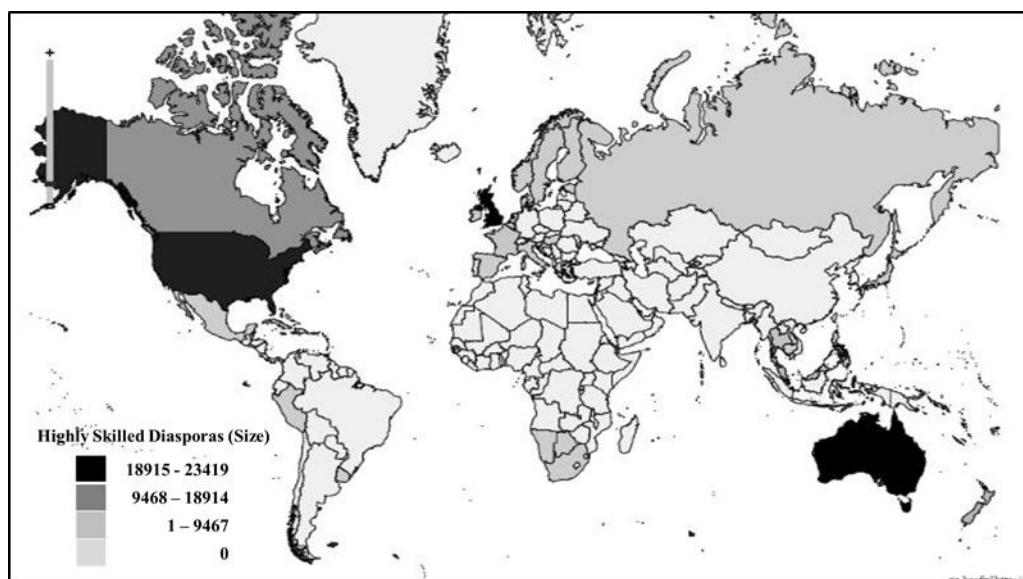 +
Highly Skilled Diasporas (Size)
18915 - 23419
9468 – 18914
1 – 9467
0